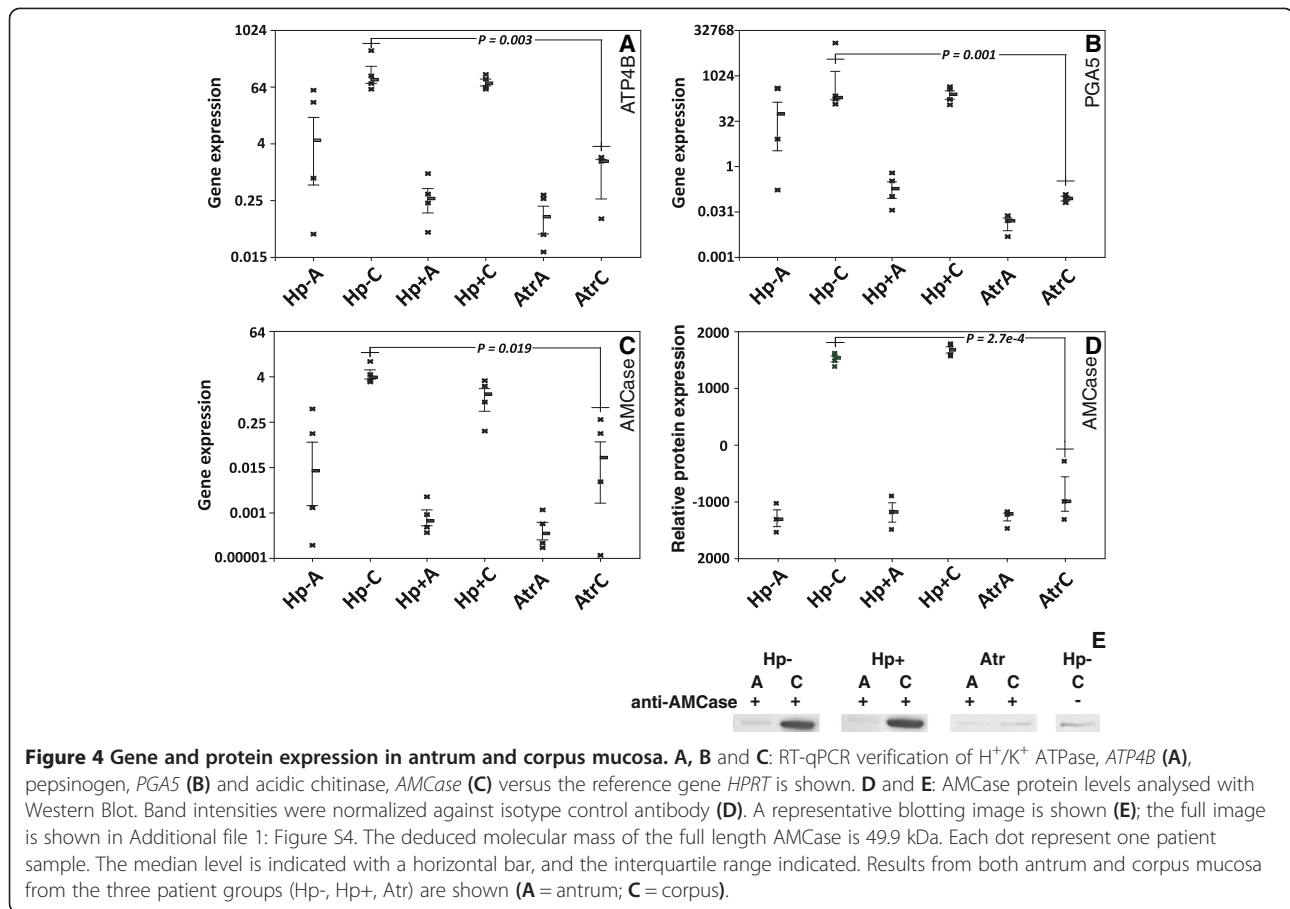 A
ATP4B
Gene expression
1024
64
4
0.25
0.015
P = 0.003
Hp-A
Hp-C
Hp+A
Hp+C
AtrA
AtrC
B
PGA5
Gene expression
32768
1024
32
1
0.031
0.001
P = 0.001
Hp-A
Hp-C
Hp+A
Hp+C
AtrA
AtrC
C
AMCase
Gene expression
64
4
0.25
0.015
0.001
0.00001
P = 0.019
Hp-A
Hp-C
Hp+A
Hp+C
AtrA
AtrC
D
AMCase
Relative protein expression
2000
1000
0
-1000
2000
P = 2.7e-4
Hp-A
Hp-C
Hp+A
Hp+C
AtrA
AtrC
E
Hp- Hp+ Atr Hp-
A C A C A C C
anti-AMCase + + + + + + -
Figure 4 Gene and protein expression in antrum and corpus mucosa. A, B and C: RT-qPCR verification of H+/K+ ATPase, ATP4B (A),
pepsinogen, PGA5 (B) and acidic chitinase, AMCase (C) versus the reference gene HPRT is shown. D and E: AMCase protein levels analysed with
Western Blot. Band intensities were normalized against isotype control antibody (D). A representative blotting image is shown (E); the full image
is shown in Additional file 1: Figure S4. The deduced molecular mass of the full length AMCase is 49.9 kDa. Each dot represent one patient
sample. The median level is indicated with a horizontal bar, and the interquartile range indicated. Results from both antrum and corpus mucosa
from the three patient groups (Hp-, Hp+, Atr) are shown (A = antrum; C = corpus).